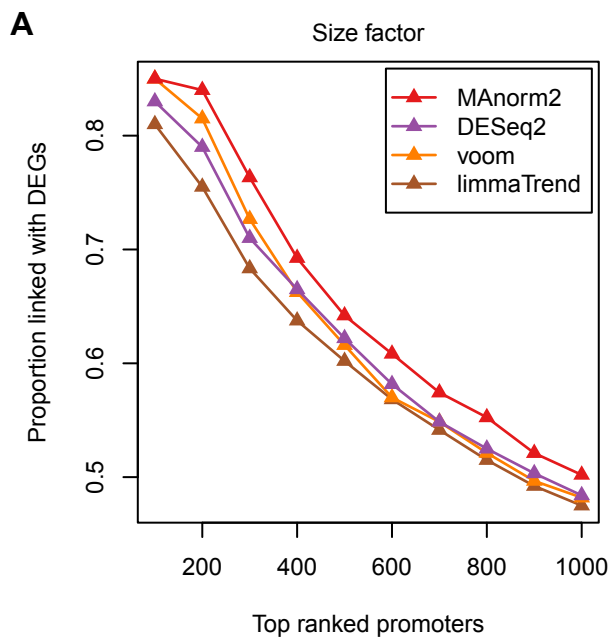 A
Size factor
MAnorm2
DESeq2
voom
limmaTrend
Proportion linked with DEGs
0.8
0.7
0.6
0.5
200 400 600 800 1000
Top ranked promoters